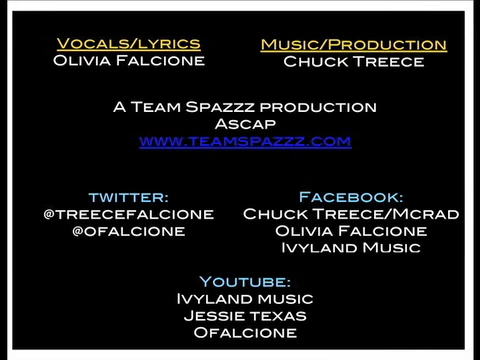 Vocals/lyrics
Olivia Falcione
Music/Production
Chuck Treece
A Team Spazzz production
Ascap
www.teamspazzz.com
twitter:
@treecefalcione
@ofalcione
Facebook:
Chuck Treece/Mcrad
Olivia Falcione
Ivyland Music
Youtube:
Ivyland music
Jessie texas
Ofalcione